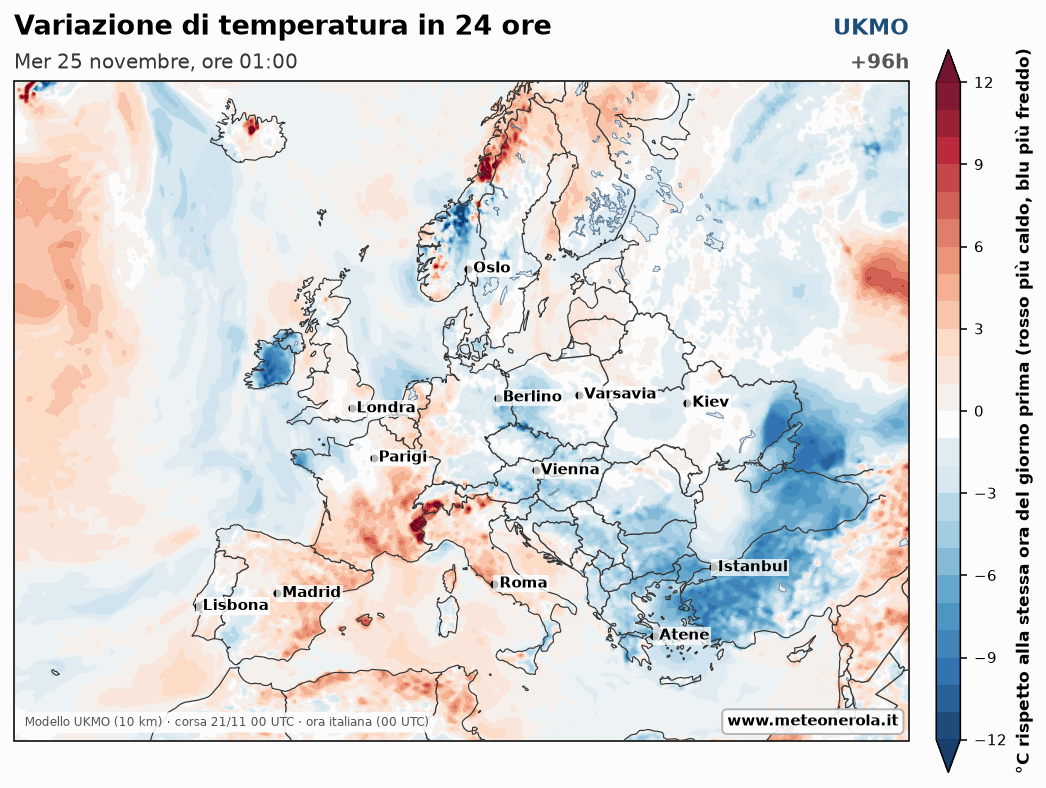 Variazione di temperatura in 24 ore
UKMO
Mer 25 novembre, ore 01:00
+96h
Oslo
Londra
Berlino
Varsavia
Kiev
Parigi
Vienna
Istanbul
Madrid
Roma
Lisbona
Atene
Modello UKMO (10 km) · corsa 21/11 00 UTC · ora italiana (00 UTC)
www.meteonerola.it
12
9
6
3
0
−3
−6
−9
−12
°C rispetto alla stessa ora del giorno prima (rosso più caldo, blu più freddo)